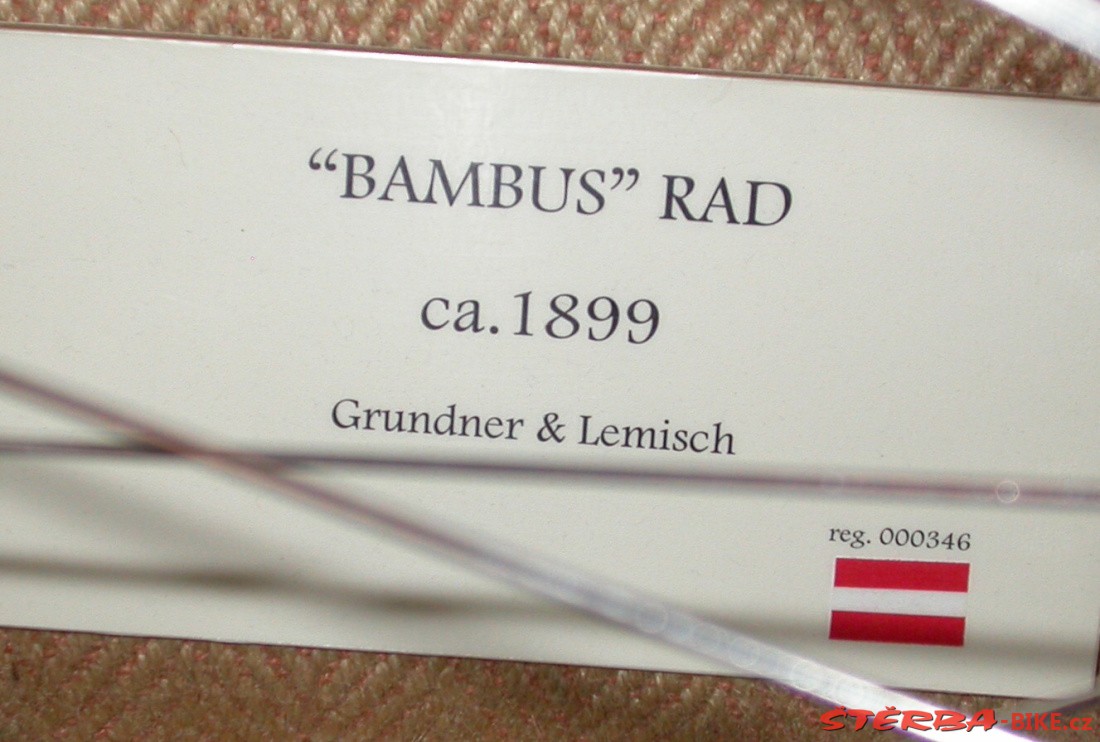 “BAMBUS” RAD
ca.1899
Grundner & Lemisch
reg. 000346
ŠTĚRBA-BIKE.cz